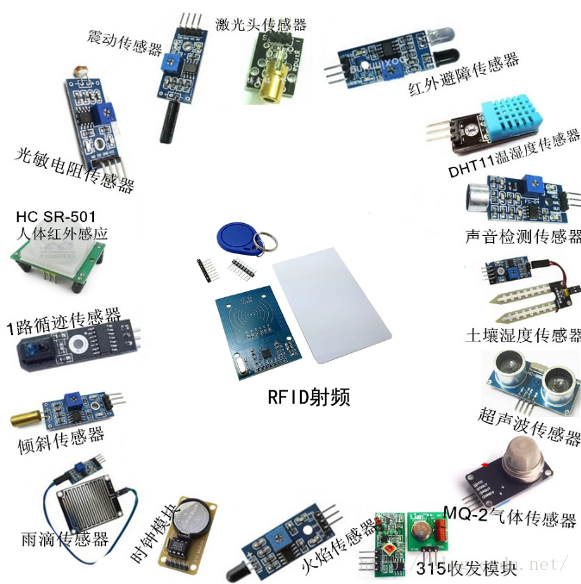 激光头传感器
震动传感器
红外避障传感器
光敏电阻传感器
DHT11温湿度传感器
HC SR-501
人体红外感应
声音检测传感器
1路循迹传感器
土壤湿度传感器
RFID射频
倾斜传感器
超声波传感器
雨滴传感器
时钟模块
火焰传感器
MQ-2气体传感器
315收发模块